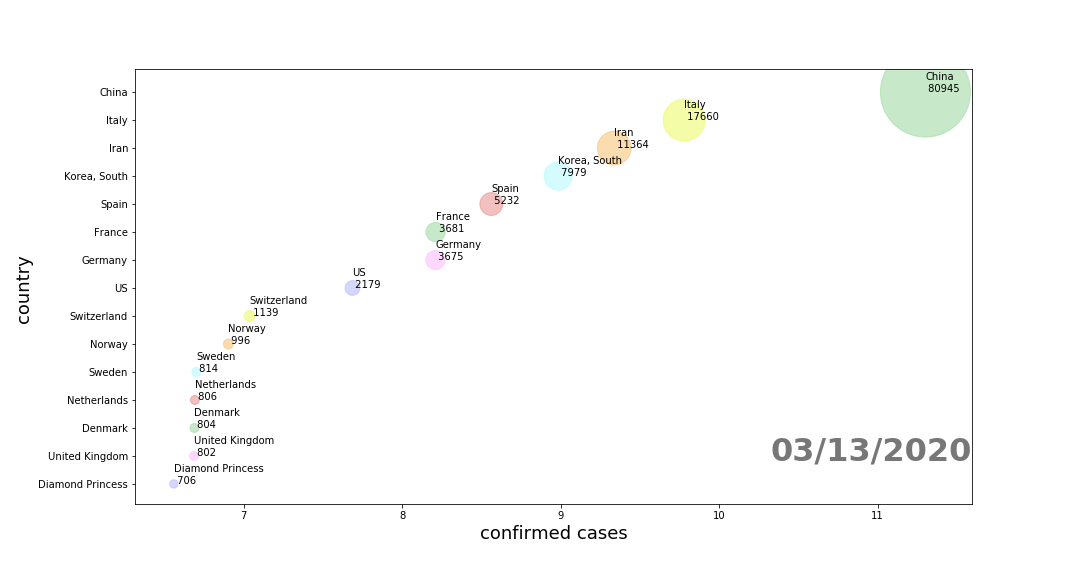 China
China
80945
Italy
Italy
17660
Iran
Iran
11364
Korea, South
Korea, South
7979
Spain
Spain
5232
France
France
3681
Germany
Germany
3675
US
US
2179
Switzerland
Switzerland
1139
Norway
Norway
996
Sweden
Sweden
814
Netherlands
Netherlands
806
Denmark
Denmark
804
United Kingdom
United Kingdom
802
Diamond Princess
Diamond Princess
706
country
03/13/2020
7 8 9 10 11
confirmed cases